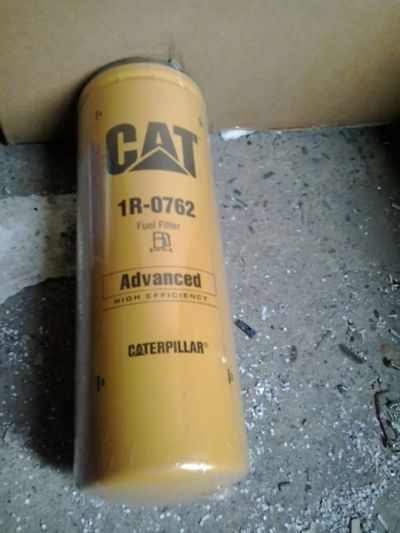 CAT
1R-0762
Fuel Filter
Advanced
HIGH EFFICIENCY
CATERPILLAR®